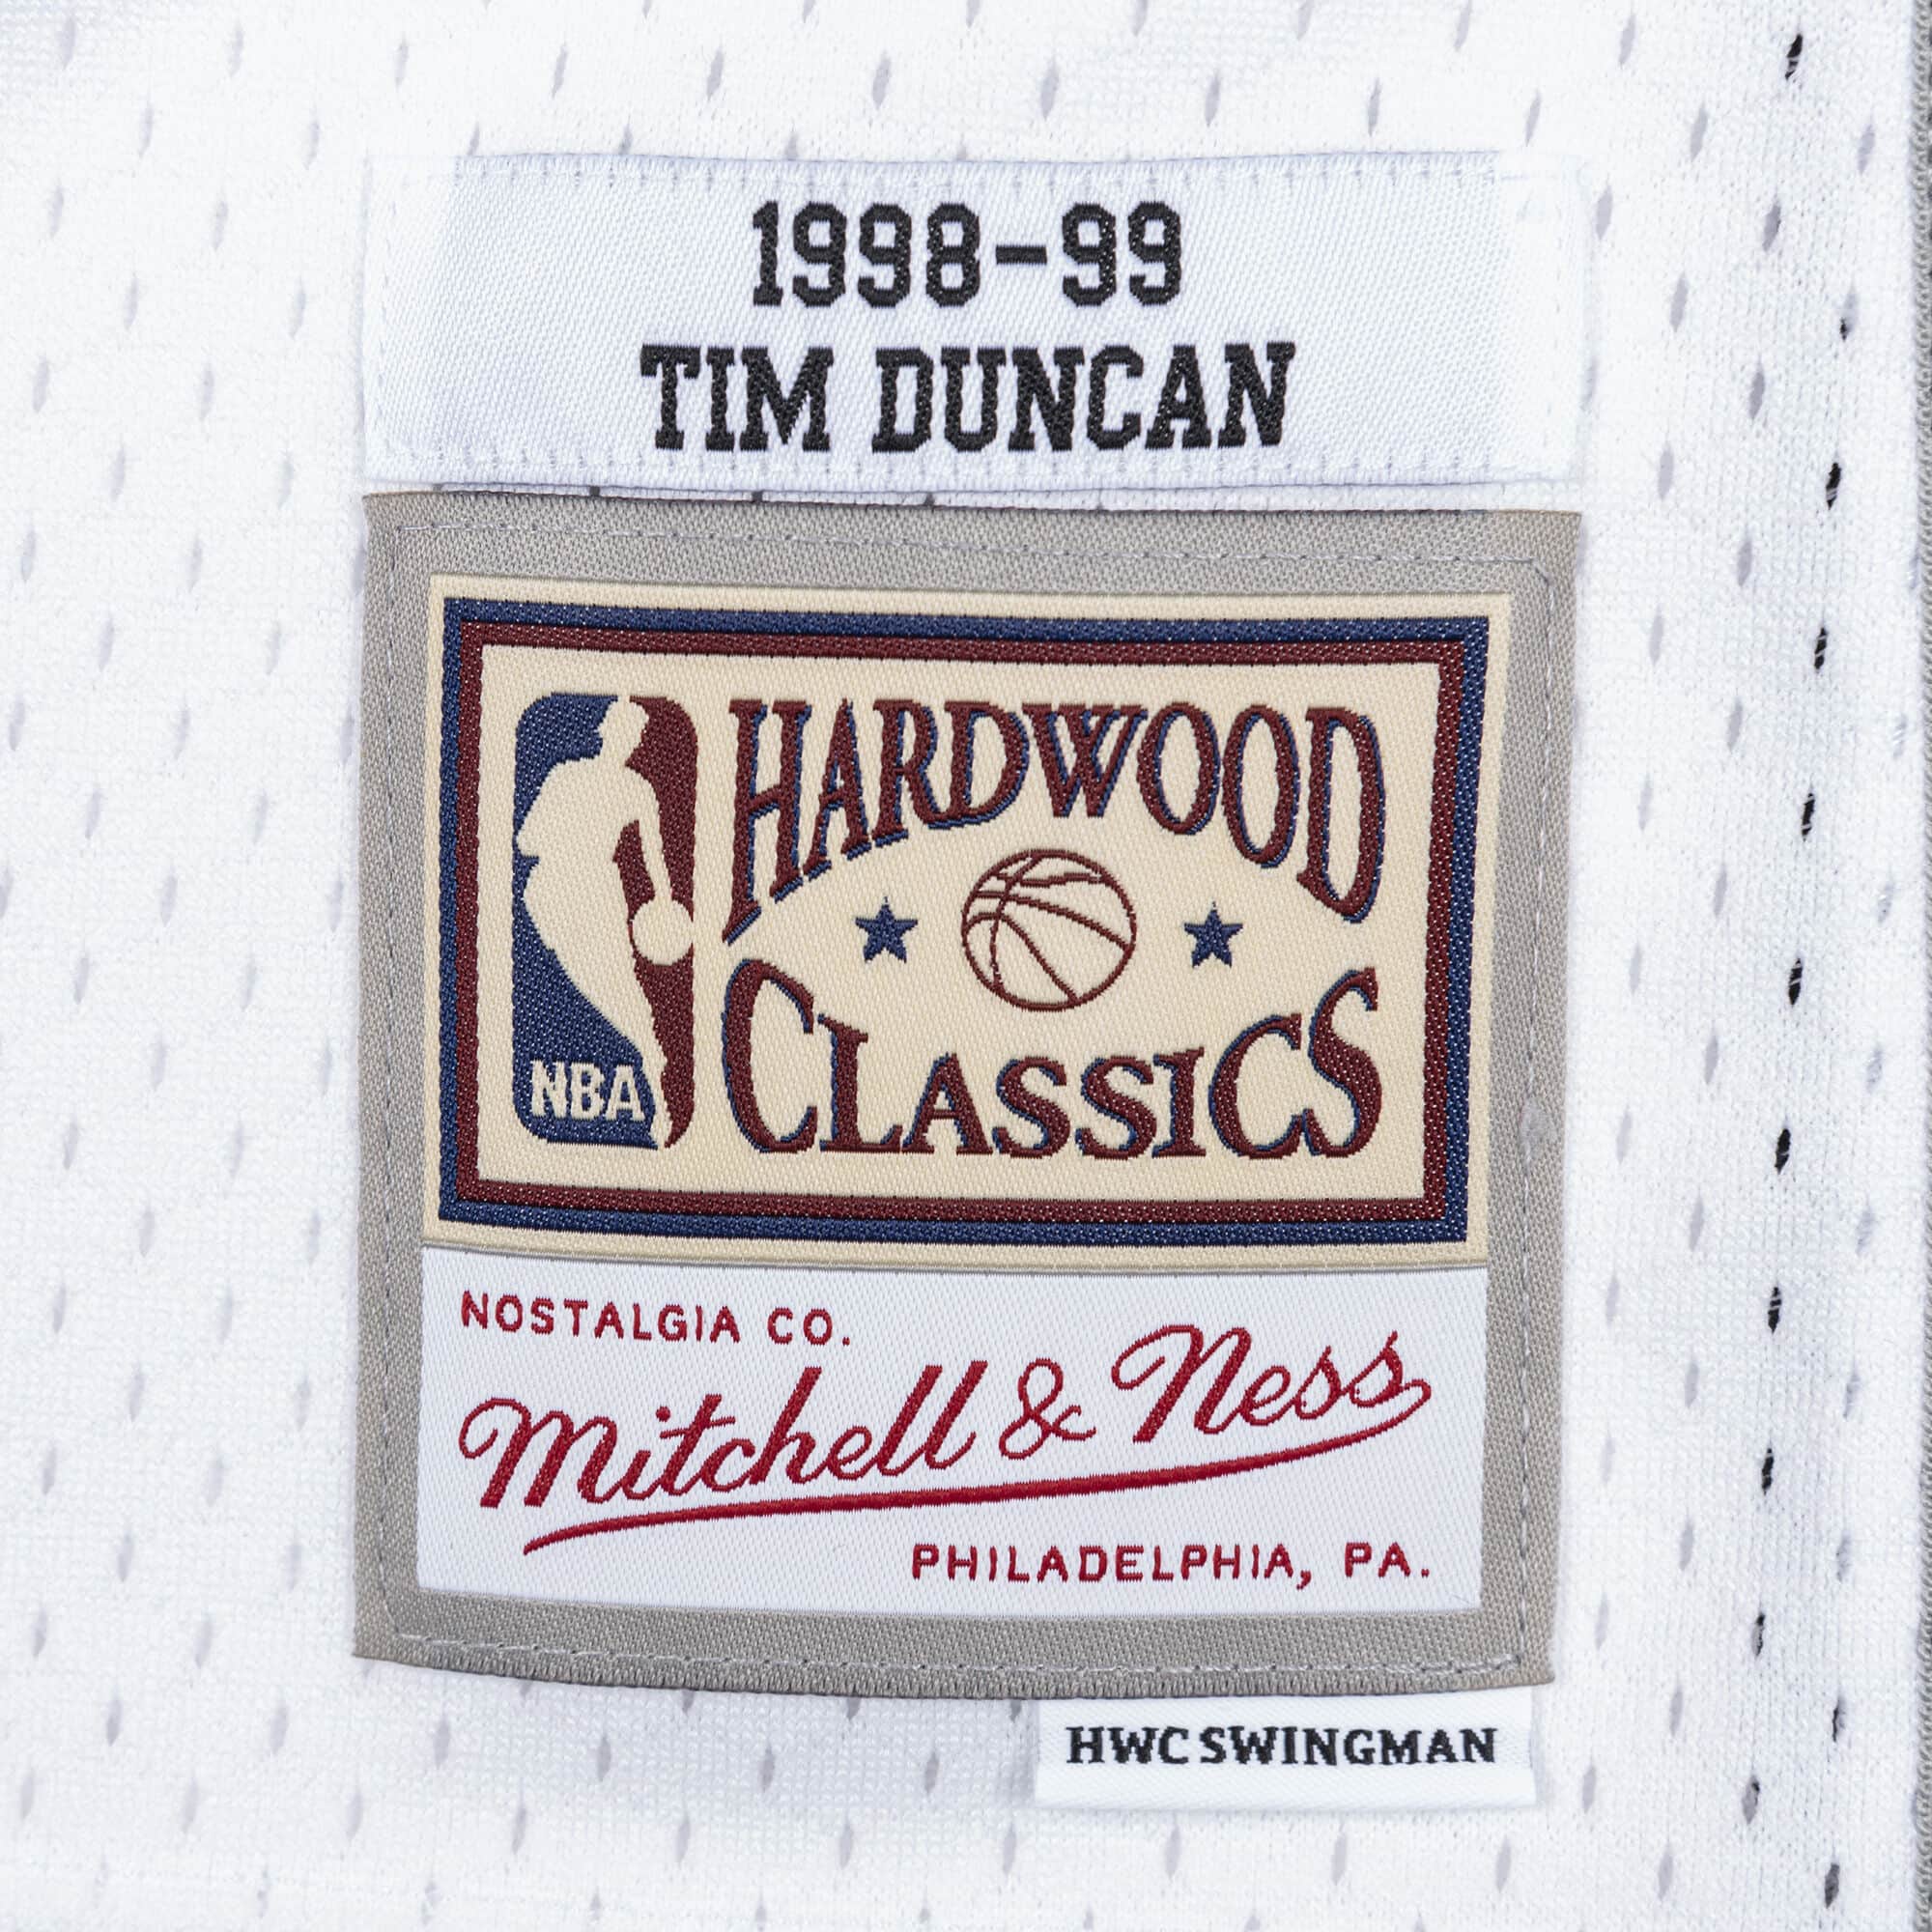 1998-99
TIM DUNCAN
HARDWOOD
CLASSICS
NBA
NOSTALGIA CO.
Mitchell & Ness
PHILADELPHIA, PA.
HWC SWINGMAN